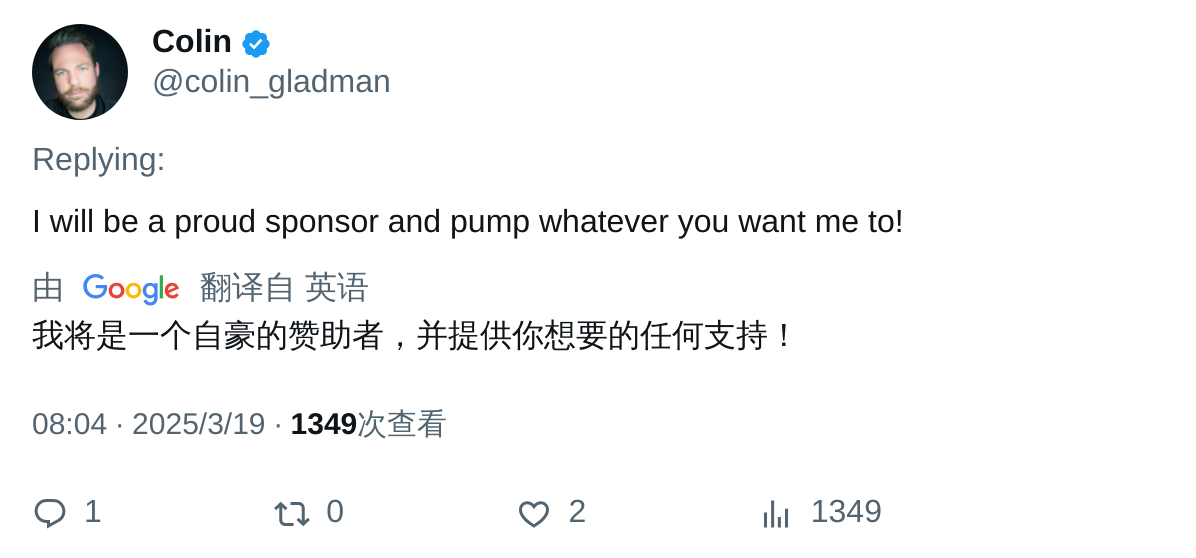 Colin
@colin_gladman
Replying:
I will be a proud sponsor and pump whatever you want me to!
由 Google 翻译自 英语
我将是一个自豪的赞助者，并提供你想要的任何支持！
08:04 · 2025/3/19 · 1349次查看
1 0 2 1349